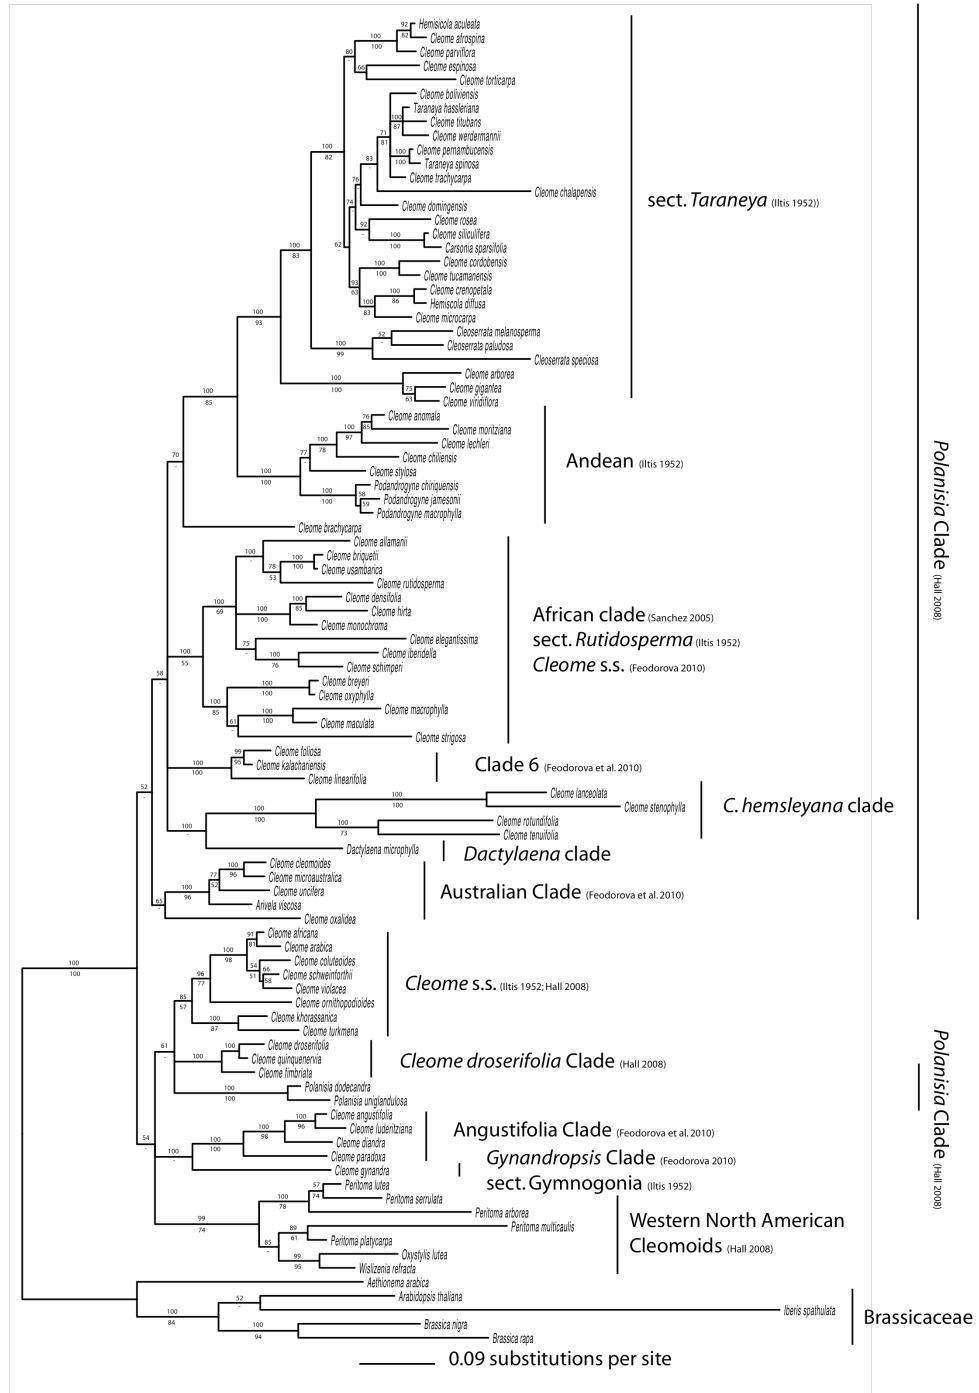 Hemisicola aculeata
Cleome afrospina
Cleome parviflora
Cleome espinosa
Cleome torticarpa
Cleome boliviensis
Taranaya hassleriana
Cleome titubans
Cleome werdermannii
Cleome pernambucensis
Taraneya spinosa
Cleome trachycarpa
Cleome chalapensis
Cleome domingensis
Cleome rosea
Cleome siliculifera
Carsonia sparsifolia
Cleome cordobensis
Cleome tucamanensis
Cleome crenopetala
Hemiscola diffusa
Cleome microcarpa
Cleoserrata melanosperma
Cleoserrata paludosa
Cleoserrata speciosa
Cleome arborea
Cleome gigantea
Cleome viridiflora
sect. Taraneya (Iltis 1952))
Cleome anomala
Cleome moritziana
Cleome lechleri
Cleome chiliensis
Cleome stylosa
Podandrogyne chiriquensis
Podandrogyne jamesonii
Podandrogyne macrophylla
Andean (Iltis 1952)
Cleome brachycarpa
Cleome allamanii
Cleome briquetii
Cleome usambarica
Cleome rutidosperma
Cleome densifolia
Cleome hirta
Cleome monochroma
Cleome elegantissima
Cleome iberidella
Cleome schimperi
Cleome breyeri
Cleome oxyphylla
Cleome macrophylla
Cleome maculata
Cleome strigosa
African clade (Sanchez 2005)
sect. Rutidosperma (Iltis 1952)
Cleome s.s. (Feodorova 2010)
Cleome foliosa
Cleome kalachariensis
Cleome linearifolia
Clade 6 (Feodorova et al. 2010)
Cleome lanceolata
Cleome stenophylla
Cleome rotundifolia
Cleome tenuifolia
C. hemsleyana clade
Dactylaena microphylla
Dactylaena clade
Cleome cleomoides
Cleome microaustralica
Cleome uncifera
Arivela viscosa
Cleome oxalidea
Australian Clade (Feodorova et al. 2010)
Polanisia Clade (Hall 2008)
Cleome africana
Cleome arabica
Cleome coluteoides
Cleome schweinforthii
Cleome violacea
Cleome ornithopodioides
Cleome khorassanica
Cleome turkmena
Cleome s.s. (Iltis 1952; Hall 2008)
Cleome droserifolia
Cleome quinquenervia
Cleome fimbriata
Cleome droserifolia Clade (Hall 2008)
Polanisia dodecandra
Polanisia uniglandulosa
Polanisia Clade (Hall 2008)
Cleome angustifolia
Cleome luderitziana
Cleome diandra
Cleome paradoxa
Angustifolia Clade (Feodorova et al. 2010)
Cleome gynandra
Gynandropsis Clade (Feodorova 2010)
sect. Gymnogonia (Iltis 1952)
Peritoma lutea
Peritoma serrulata
Peritoma arborea
Peritoma multicaulis
Peritoma platycarpa
Oxystylis lutea
Wislizenia refracta
Western North American
Cleomoids (Hall 2008)
Aethionema arabica
Arabidopsis thaliana
Iberis spathulata
Brassica nigra
Brassica rapa
Brassicaceae
0.09 substitutions per site